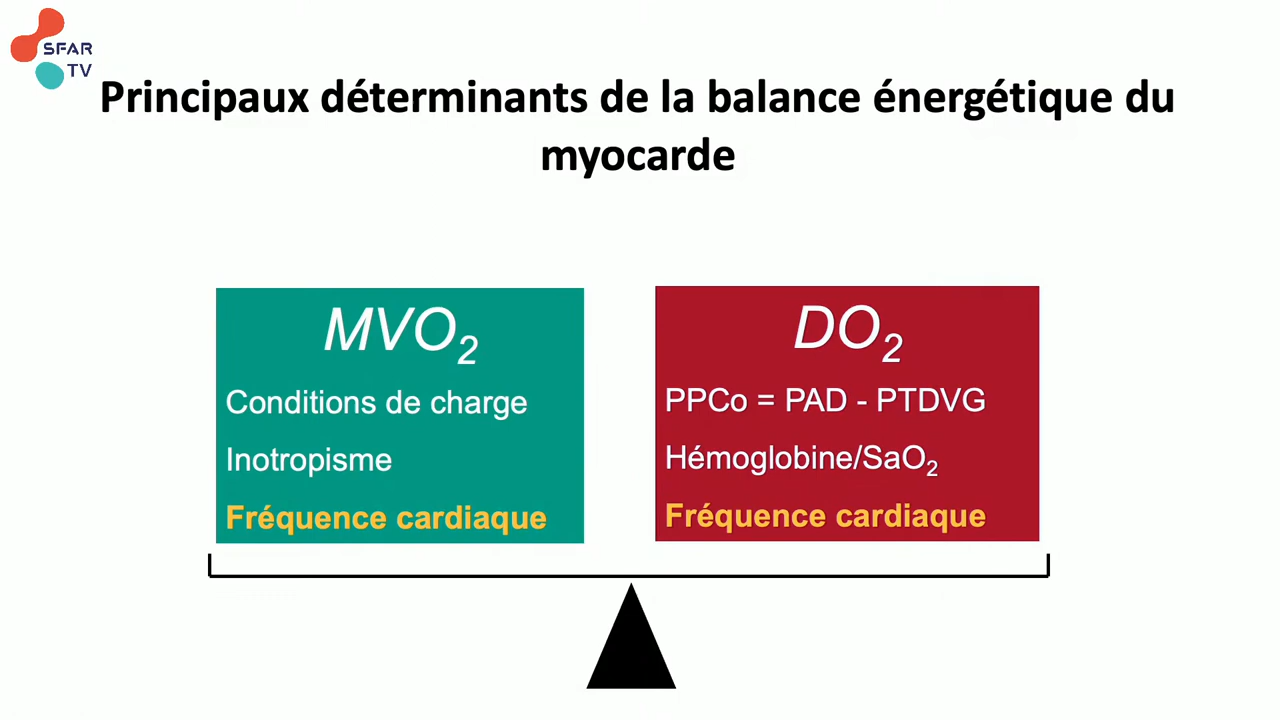 SFAR
TV
Principaux déterminants de la balance énergétique du
myocarde
MVO₂
Conditions de charge
Inotropisme
Fréquence cardiaque
DO₂
PPCo = PAD - PTDVG
Hémoglobine/SaO₂
Fréquence cardiaque